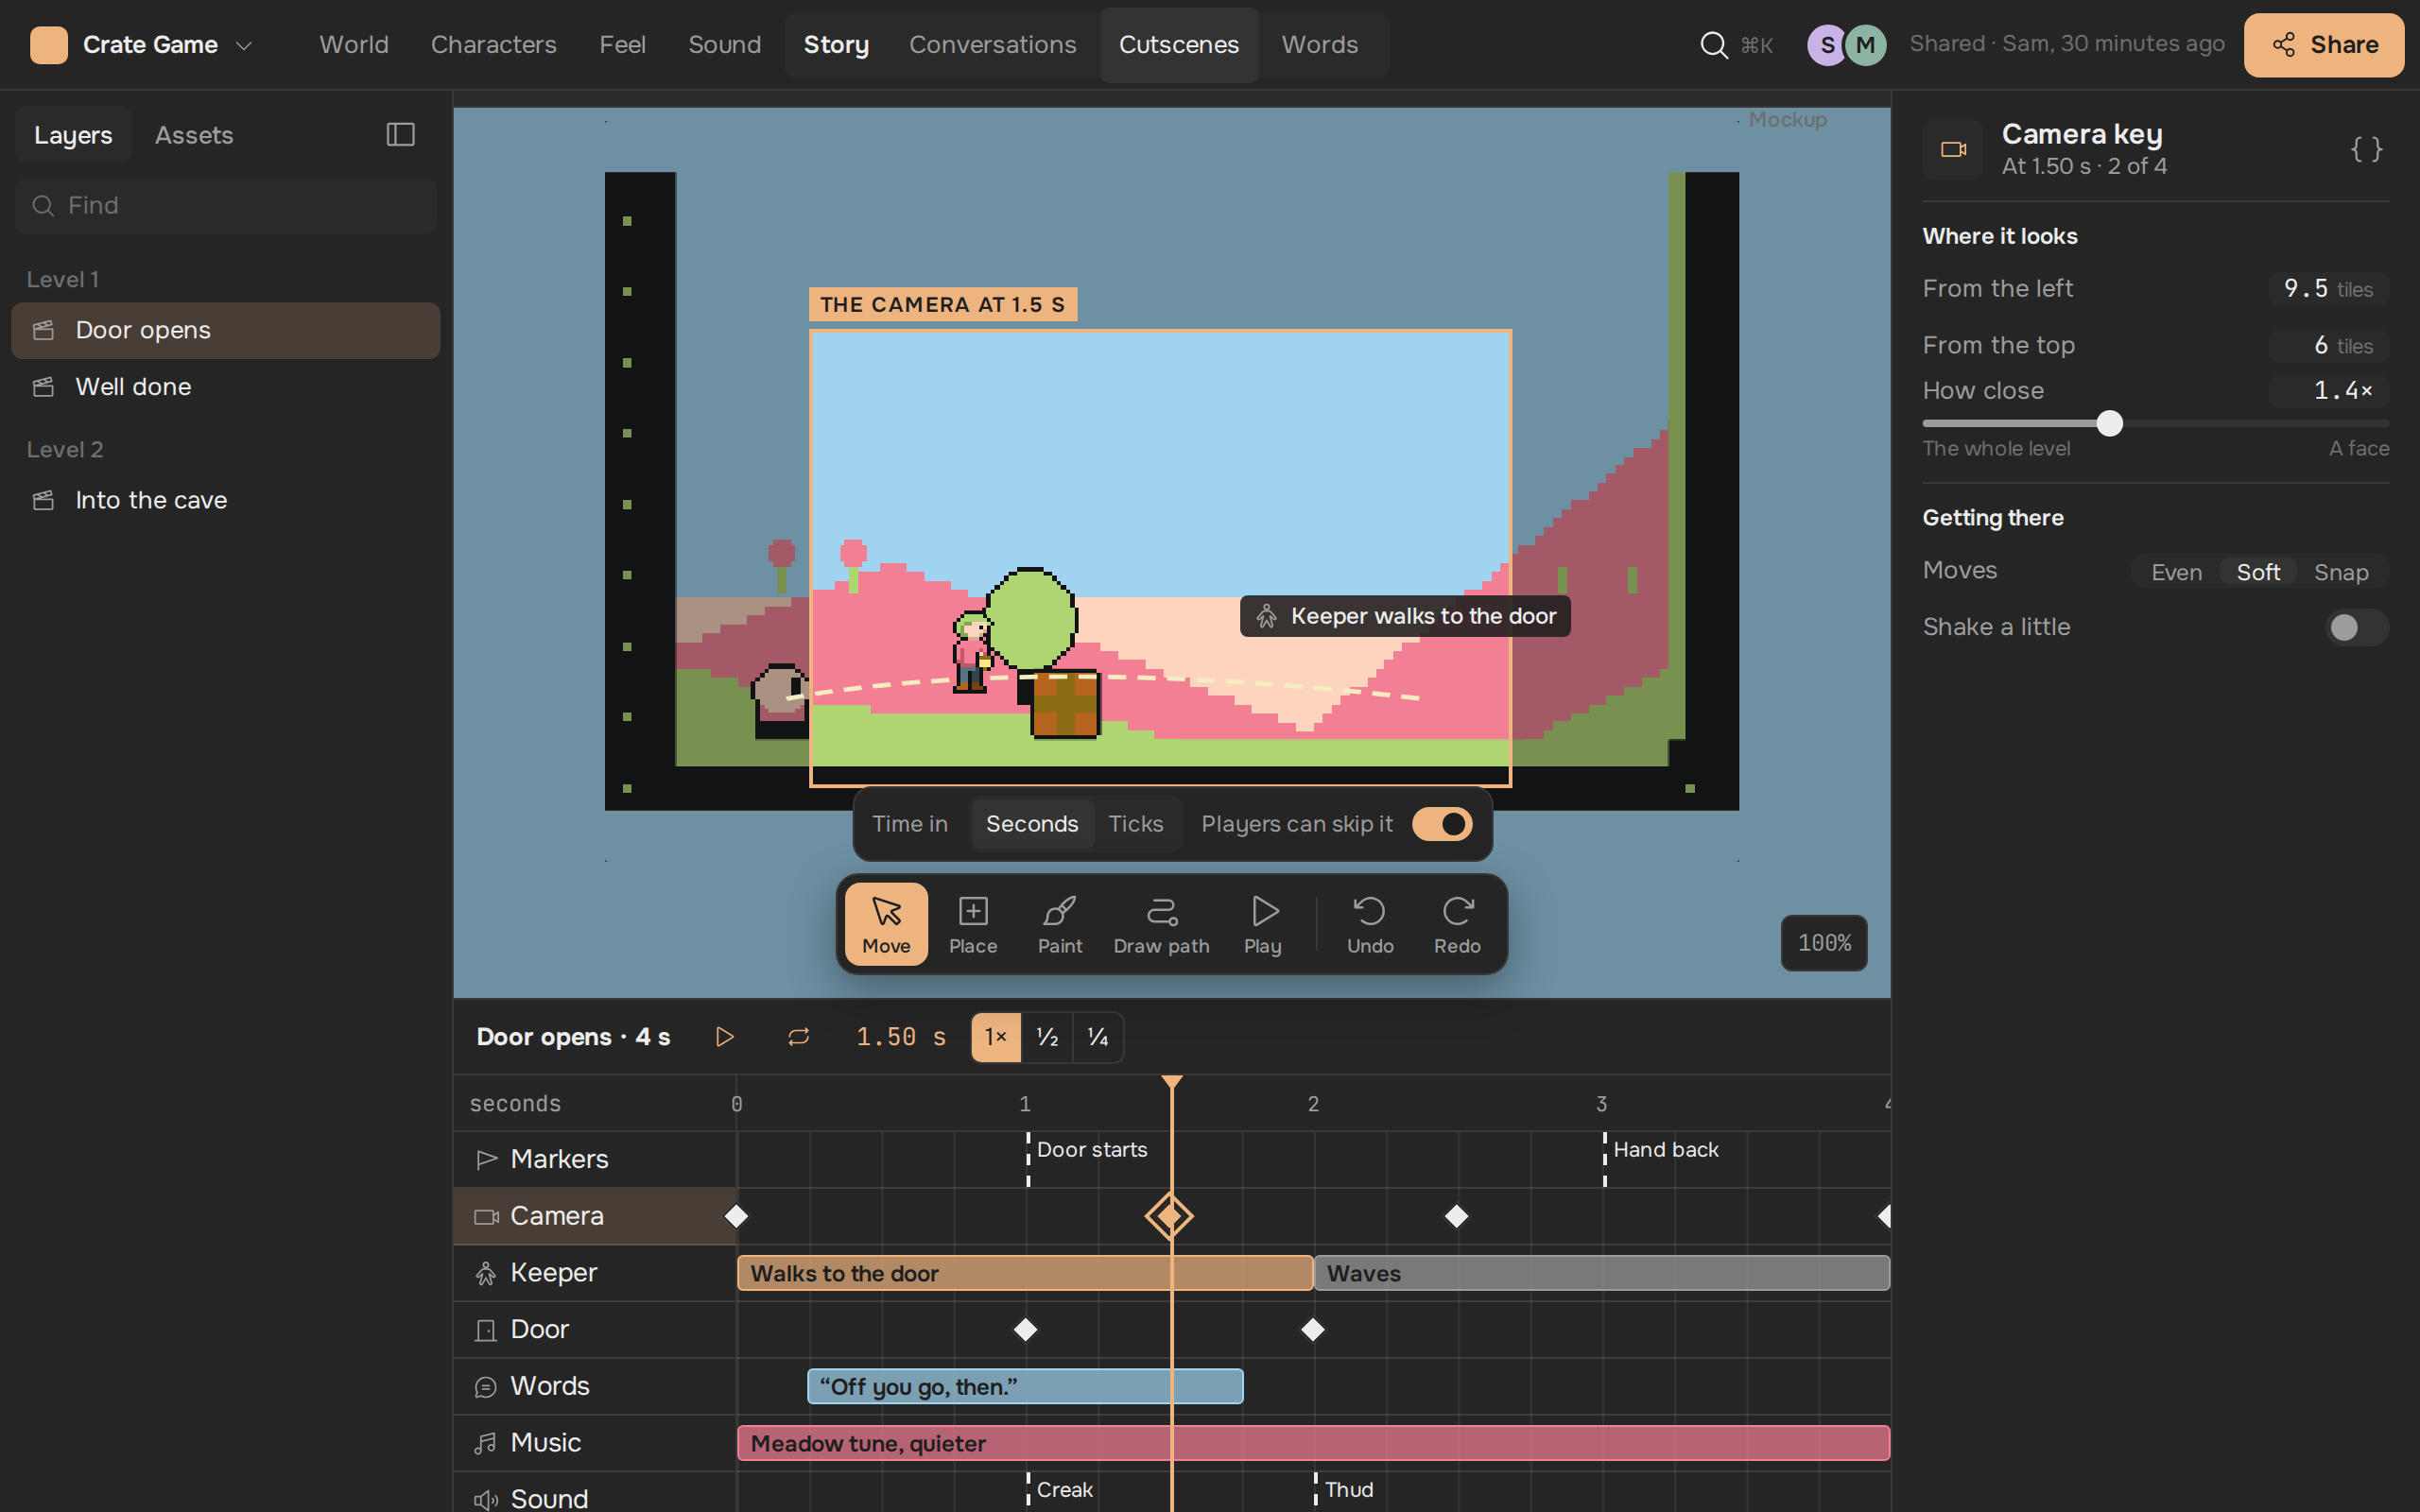 Crate Game
World
Characters
Feel
Sound
Story
Conversations
Cutscenes
Words
⌘K
S
M
Shared · Sam, 30 minutes ago
Share
Layers
Assets
Find
Level 1
Door opens
Well done
Level 2
Into the cave
Mockup
THE CAMERA AT 1.5 S
Keeper walks to the door
Time in
Seconds
Ticks
Players can skip it
Move
Place
Paint
Draw path
Play
Undo
Redo
100%
Camera key
At 1.50 s · 2 of 4
{ }
Where it looks
From the left
9.5 tiles
From the top
6 tiles
How close
1.4×
The whole level
A face
Getting there
Moves
Even
Soft
Snap
Shake a little
Door opens · 4 s
1.50 s
1×
½
¼
seconds
0
1
2
3
4
Markers
Door starts
Hand back
Camera
Keeper
Walks to the door
Waves
Door
Words
“Off you go, then.”
Music
Meadow tune, quieter
Sound
Creak
Thud